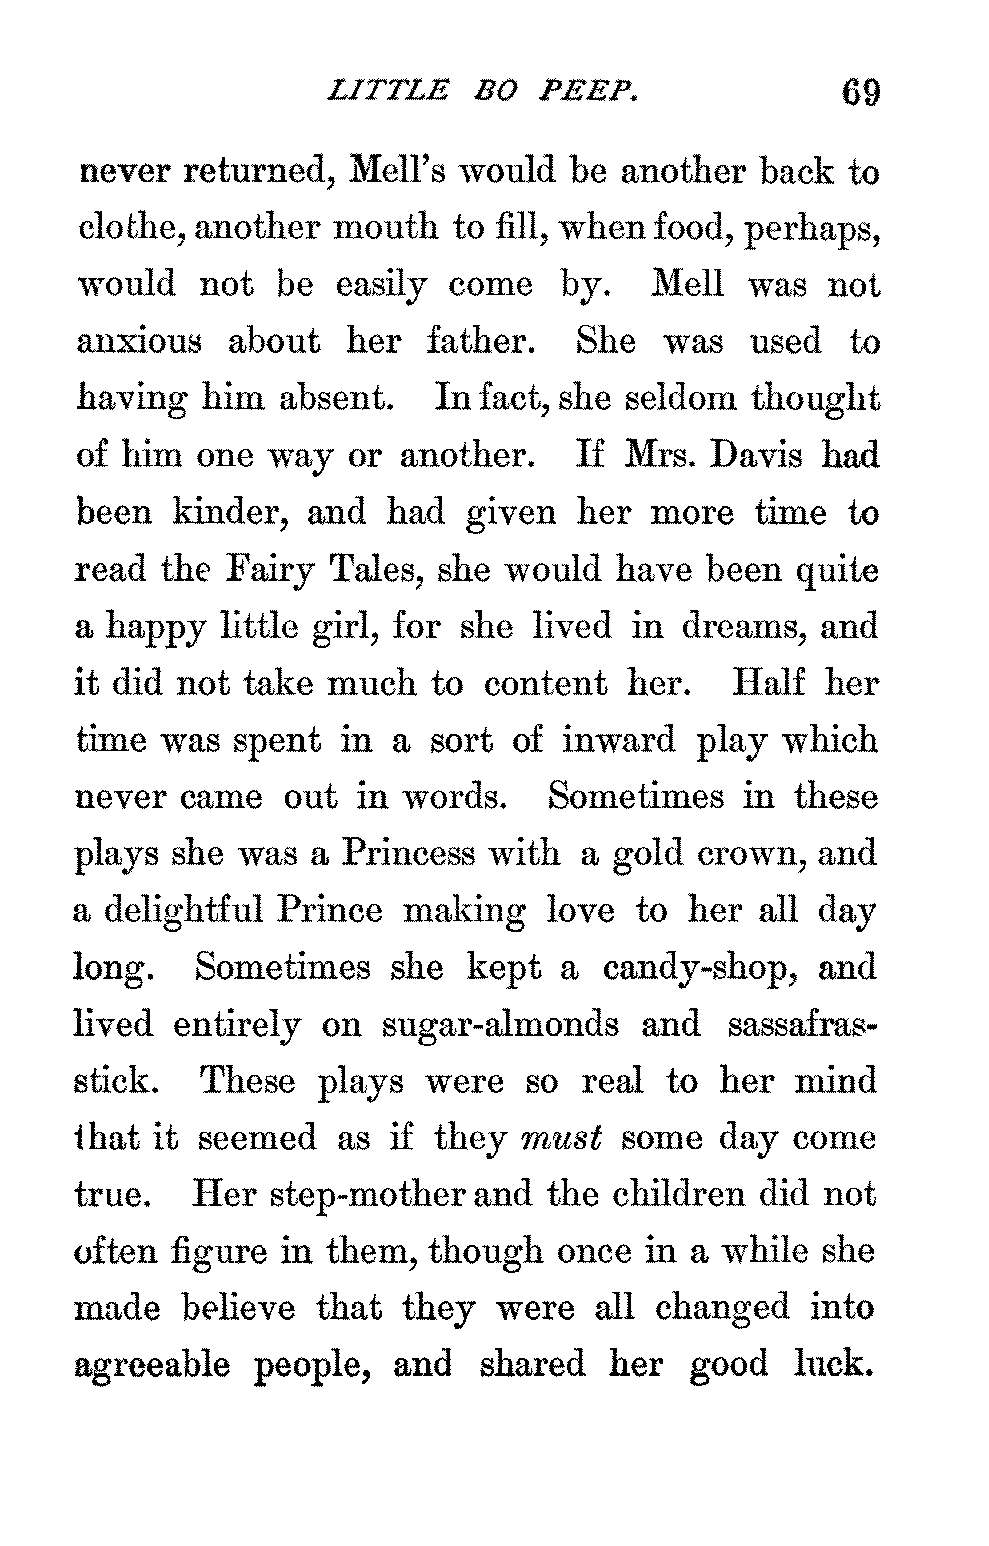 LITTLE BO PEEP. 69
never returned, Mell's would be another back to
clothe, another mouth to fill, when food, perhaps,
would not be easily come by. Mell was not
anxious about her father. She was used to
having him absent. In fact, she seldom thought
of him one way or another. If Mrs. Davis had
been kinder, and had given her more time to
read the Fairy Tales, she would have been quite
a happy little girl, for she lived in dreams, and
it did not take much to content her. Half her
time was spent in a sort of inward play which
never came out in words. Sometimes in these
plays she was a Princess with a gold crown, and
a delightful Prince making love to her all day
long. Sometimes she kept a candy-shop, and
lived entirely on sugar-almonds and sassafras-
stick. These plays were so real to her mind
that it seemed as if they must some day come
true. Her step-mother and the children did not
often figure in them, though once in a while she
made believe that they were all changed into
agreeable people, and shared her good luck.